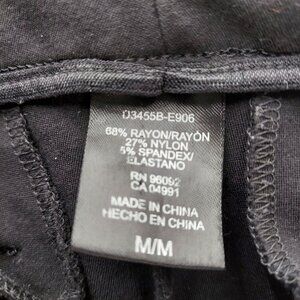 D3455B-E906
68% RAYON/RAYÓN
27% NYLON
5% SPANDEX/
ELASTANO
RN 96092
CA 04991
MADE IN CHINA
HECHO EN CHINA
M/M